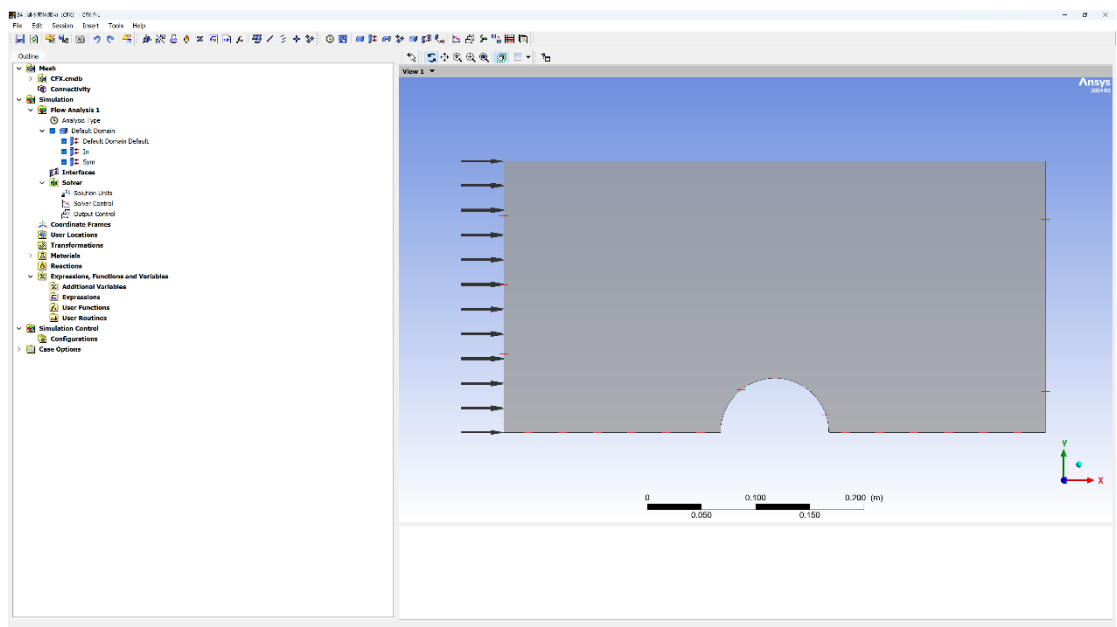 File Edit Session Insert Tools Help
Outline
Mesh
CFX.cmdb
Connectivity
Simulation
Flow Analysis 1
Analysis Type
Default Domain
Default Domain Default
In
Sym
Interfaces
Solver
Solution Units
Solver Control
Output Control
Coordinate Frames
User Locations
Transformations
Materials
Reactions
Expressions, Functions and Variables
Additional Variables
Expressions
User Functions
User Routines
Simulation Control
Configurations
Case Options
View 1
Ansys
2024 R2
Y
X
0 0.100 0.200 (m)
0.050 0.150